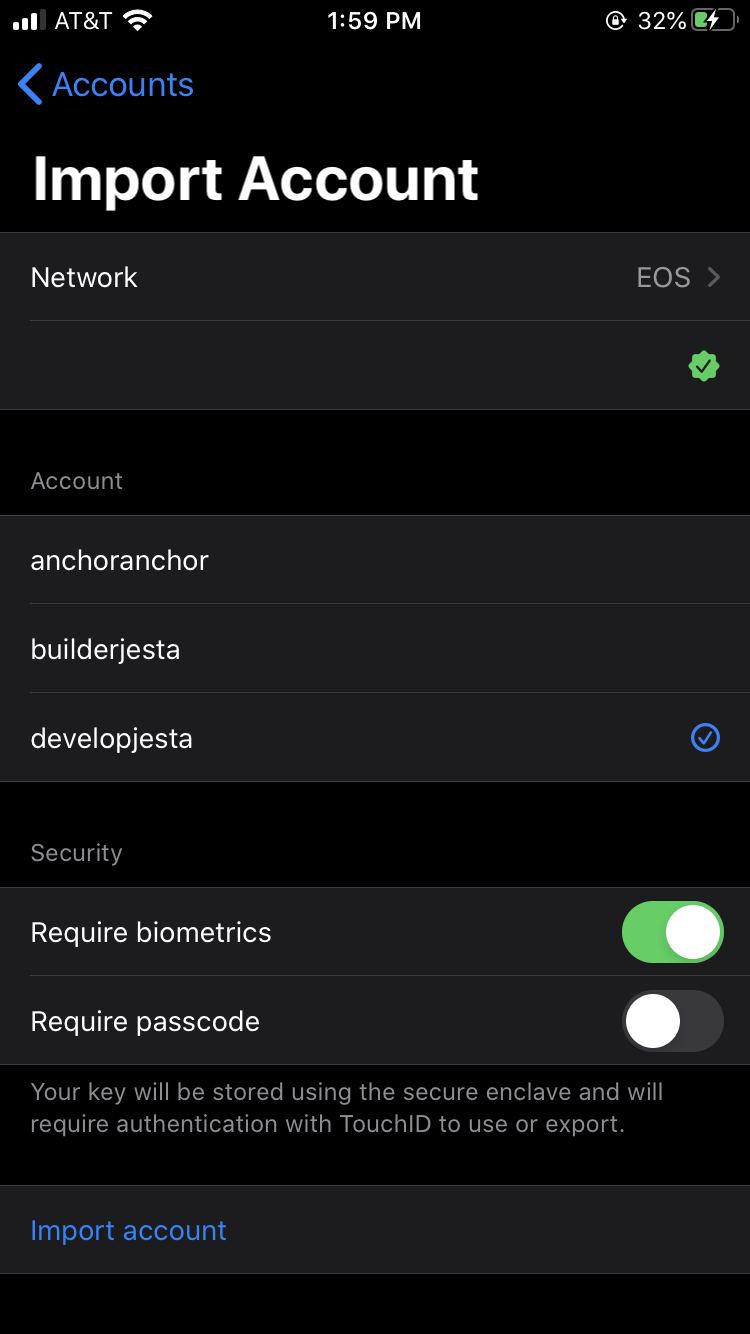 AT&T 1:59 PM 32%
Accounts
Import Account
Network EOS
Account
anchoranchor
builderjesta
developjesta
Security
Require biometrics
Require passcode
Your key will be stored using the secure enclave and will
require authentication with TouchID to use or export.
Import account